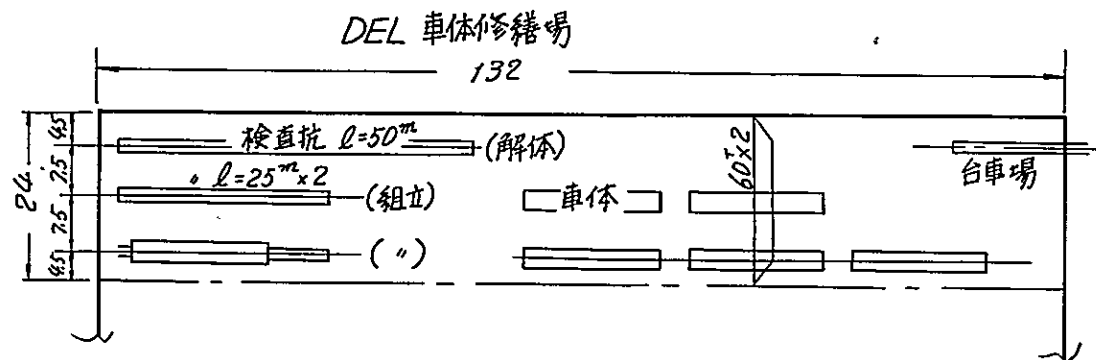 DEL 車体修繕場
132
24
4.5
7.5
7.5
4.5
検査坑 l=50m (解体)
〃 l=25m×2 (組立)
(〃)
車体
60T×2
台車場